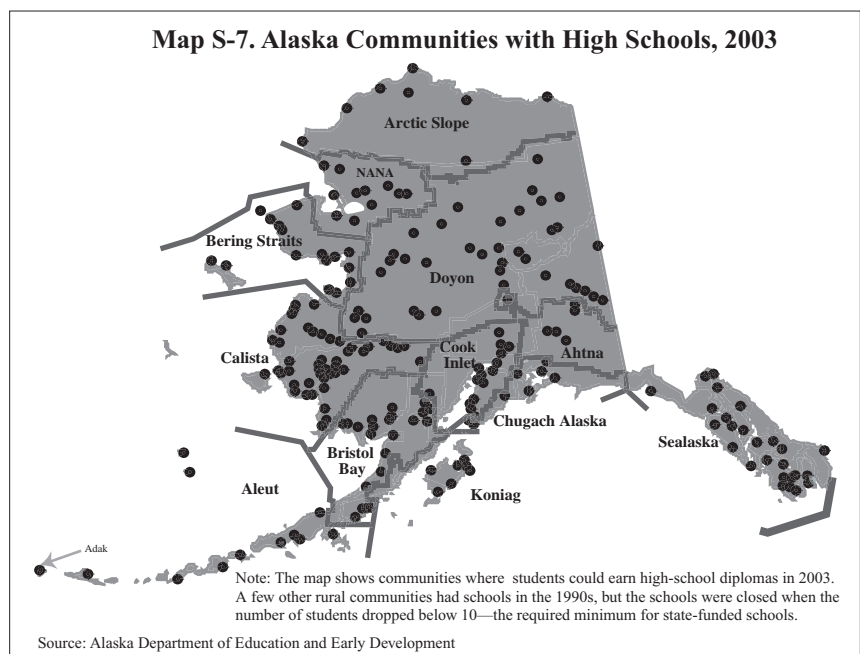 Map S-7. Alaska Communities with High Schools, 2003
Arctic Slope
NANA
Bering Straits
Doyon
Calista
Cook
Inlet
Ahtna
Chugach Alaska
Sealaska
Bristol
Bay
Aleut
Koniag
Adak
Note: The map shows communities where students could earn high-school diplomas in 2003.
A few other rural communities had schools in the 1990s, but the schools were closed when the
number of students dropped below 10—the required minimum for state-funded schools.
Source: Alaska Department of Education and Early Development